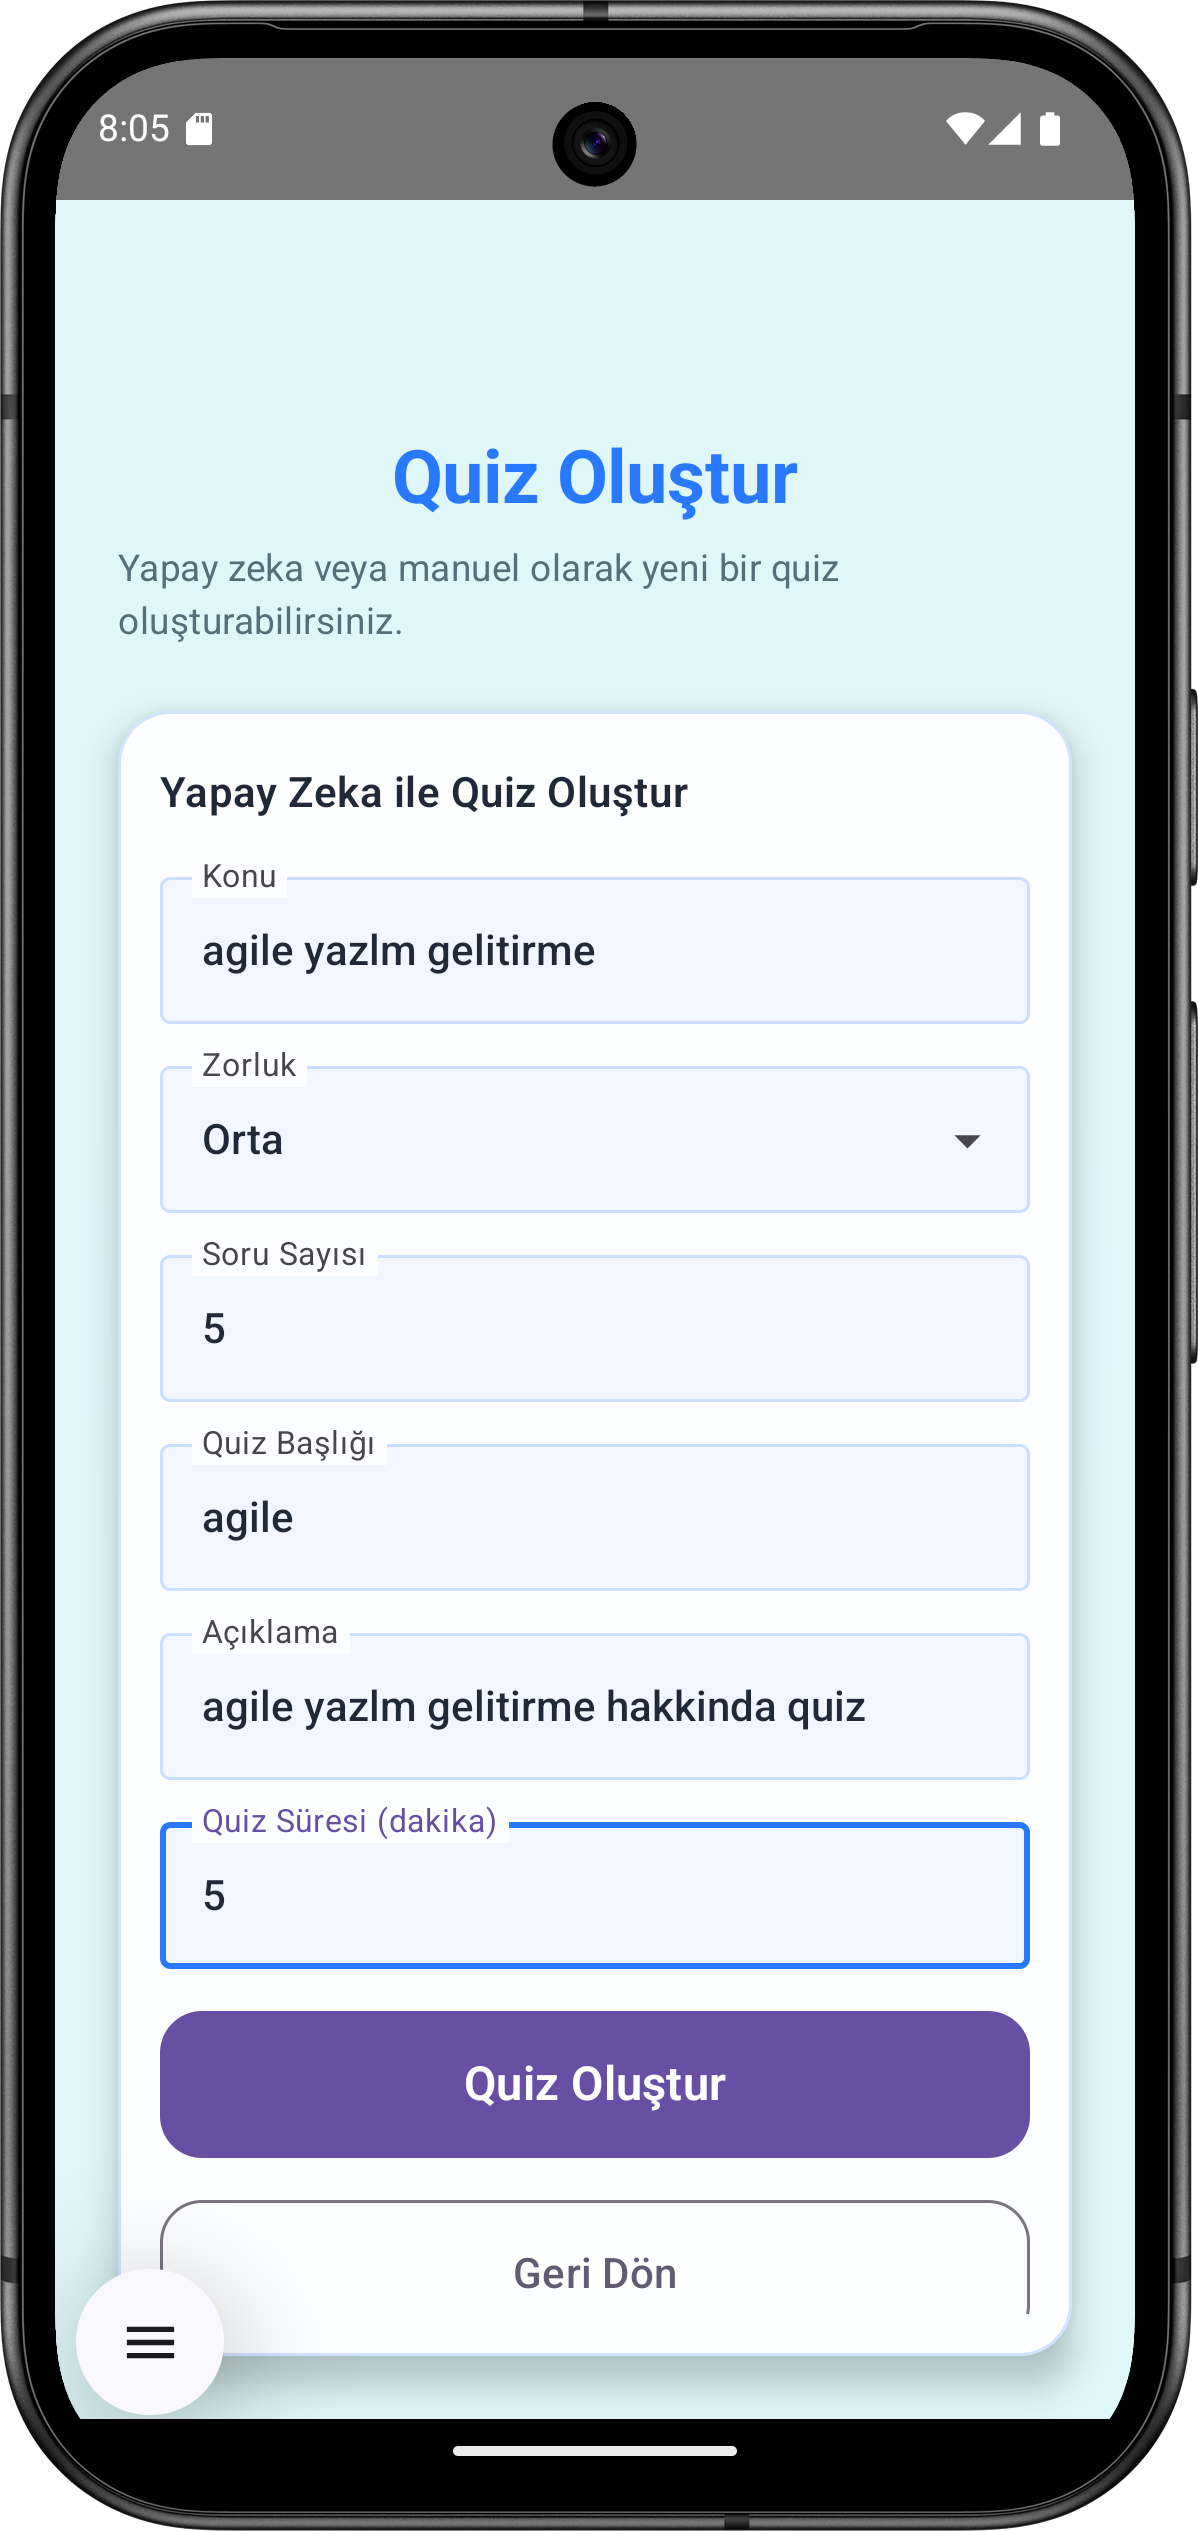 8:05
Quiz Oluştur
Yapay zeka veya manuel olarak yeni bir quiz
oluşturabilirsiniz.
Yapay Zeka ile Quiz Oluştur
Konu
agile yazlm gelitirme
Zorluk
Orta
Soru Sayısı
5
Quiz Başlığı
agile
Açıklama
agile yazlm gelitirme hakkinda quiz
Quiz Süresi (dakika)
5
Quiz Oluştur
Geri Dön